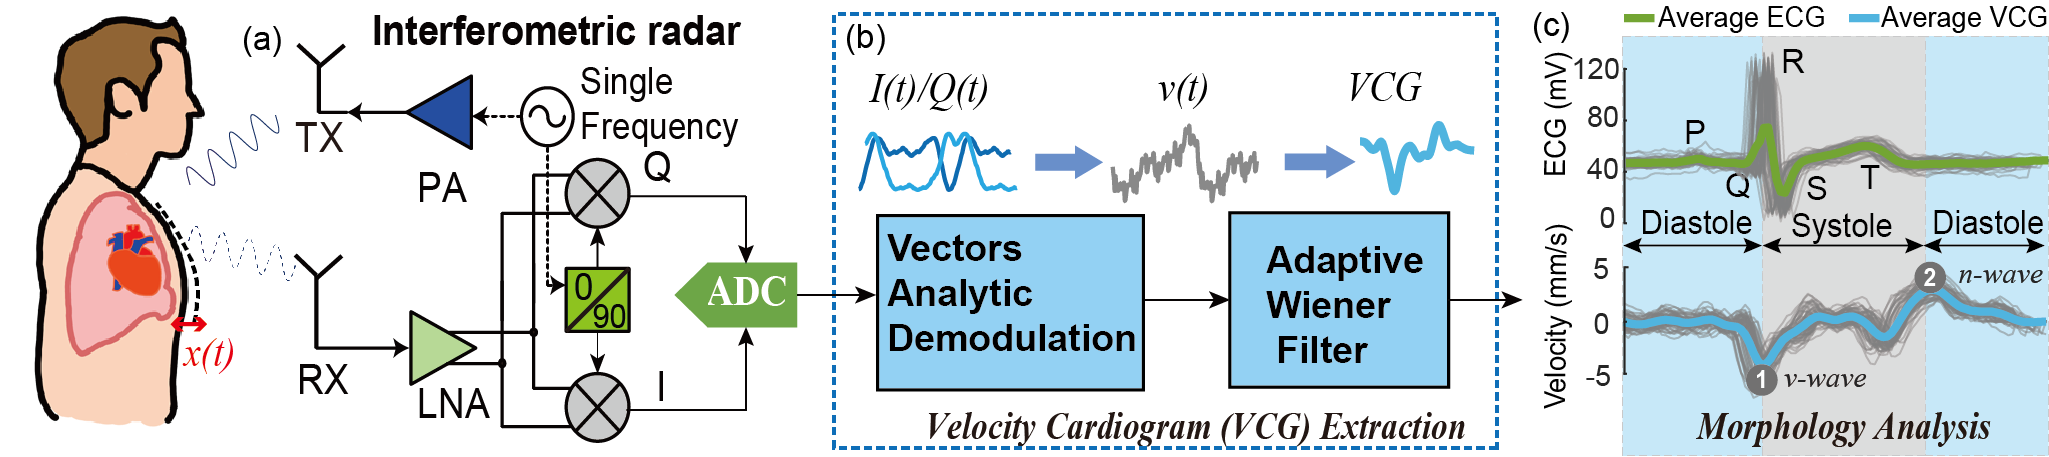 (a)
Interferometric radar
TX
PA
Single
Frequency
Q
0
90
ADC
x(t)
RX
LNA
I
(b)
I(t)/Q(t)
v(t)
VCG
Vectors
Analytic
Demodulation
Adaptive
Wiener
Filter
Velocity Cardiogram (VCG) Extraction
(c)
Average ECG
Average VCG
ECG (mV)
120
80
40
0
P
Q
R
S
T
Diastole
Systole
Diastole
Velocity (mm/s)
5
0
-5
1
v-wave
2
n-wave
Morphology Analysis